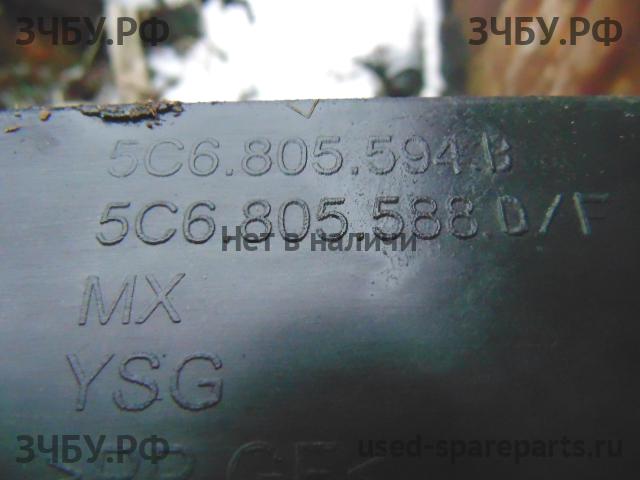 ЗЧБУ.РФ ЗЧБУ.РФ
5C6.805.594.B
5C6.805.588.D/F
Нет в наличии
MX
YSG
ЗЧБУ.РФ used-spareparts.ru